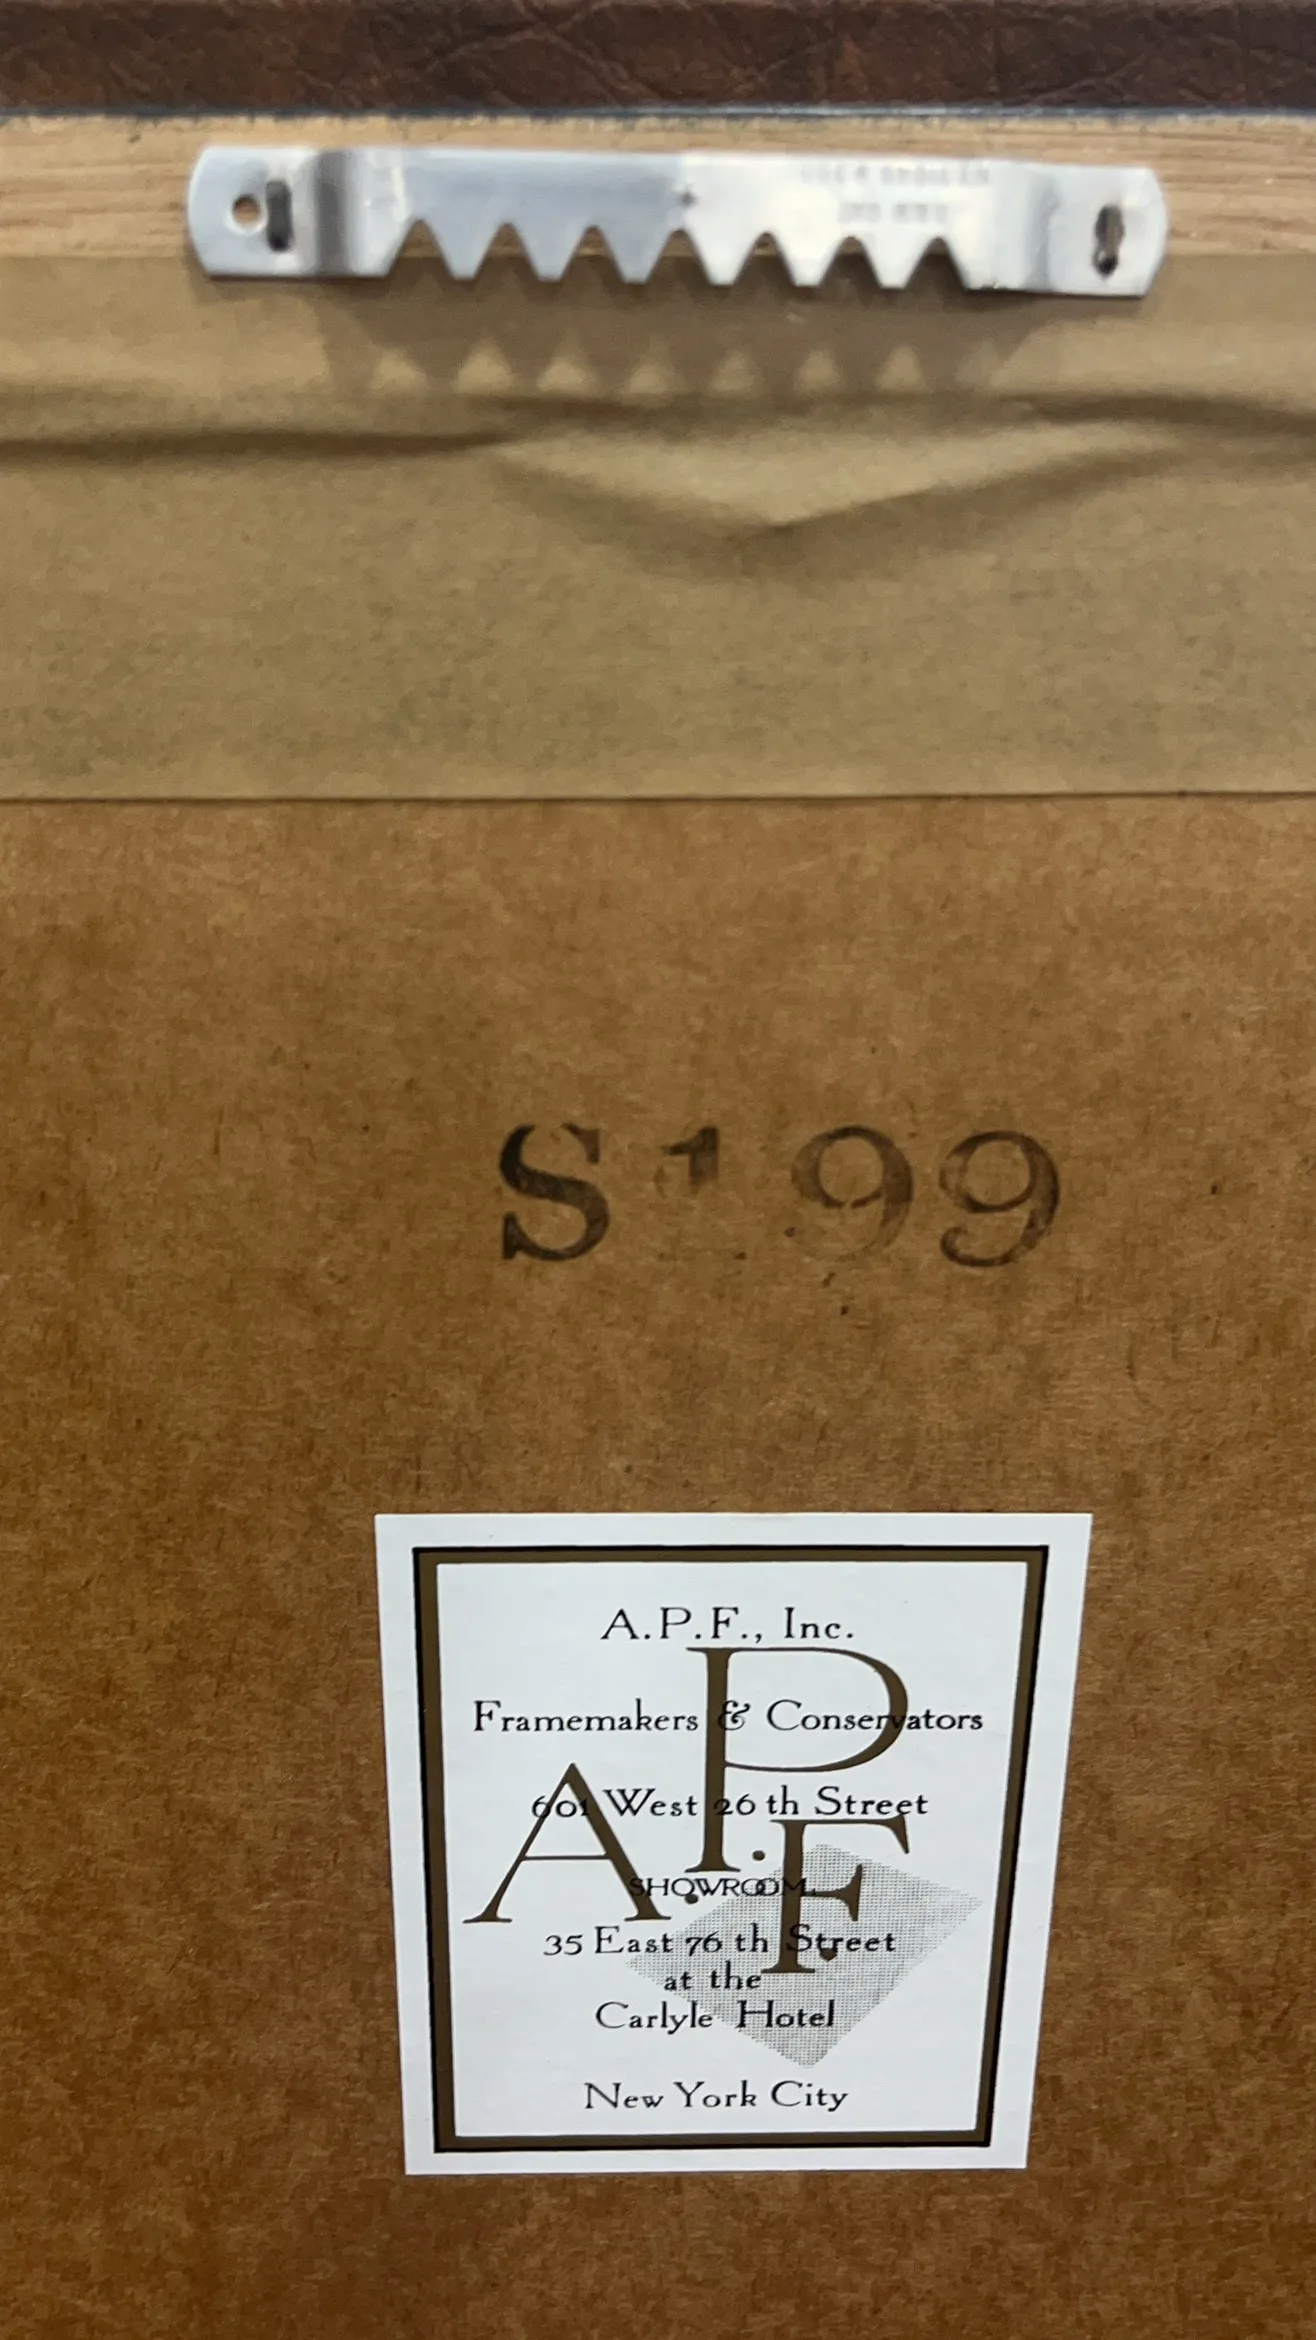 S199
A.P.F., Inc.
Framemakers & Conservators
601 West 26 th Street
A.P.F.
SHOWROOM
35 East 76 th Street
at the
Carlyle Hotel
New York City